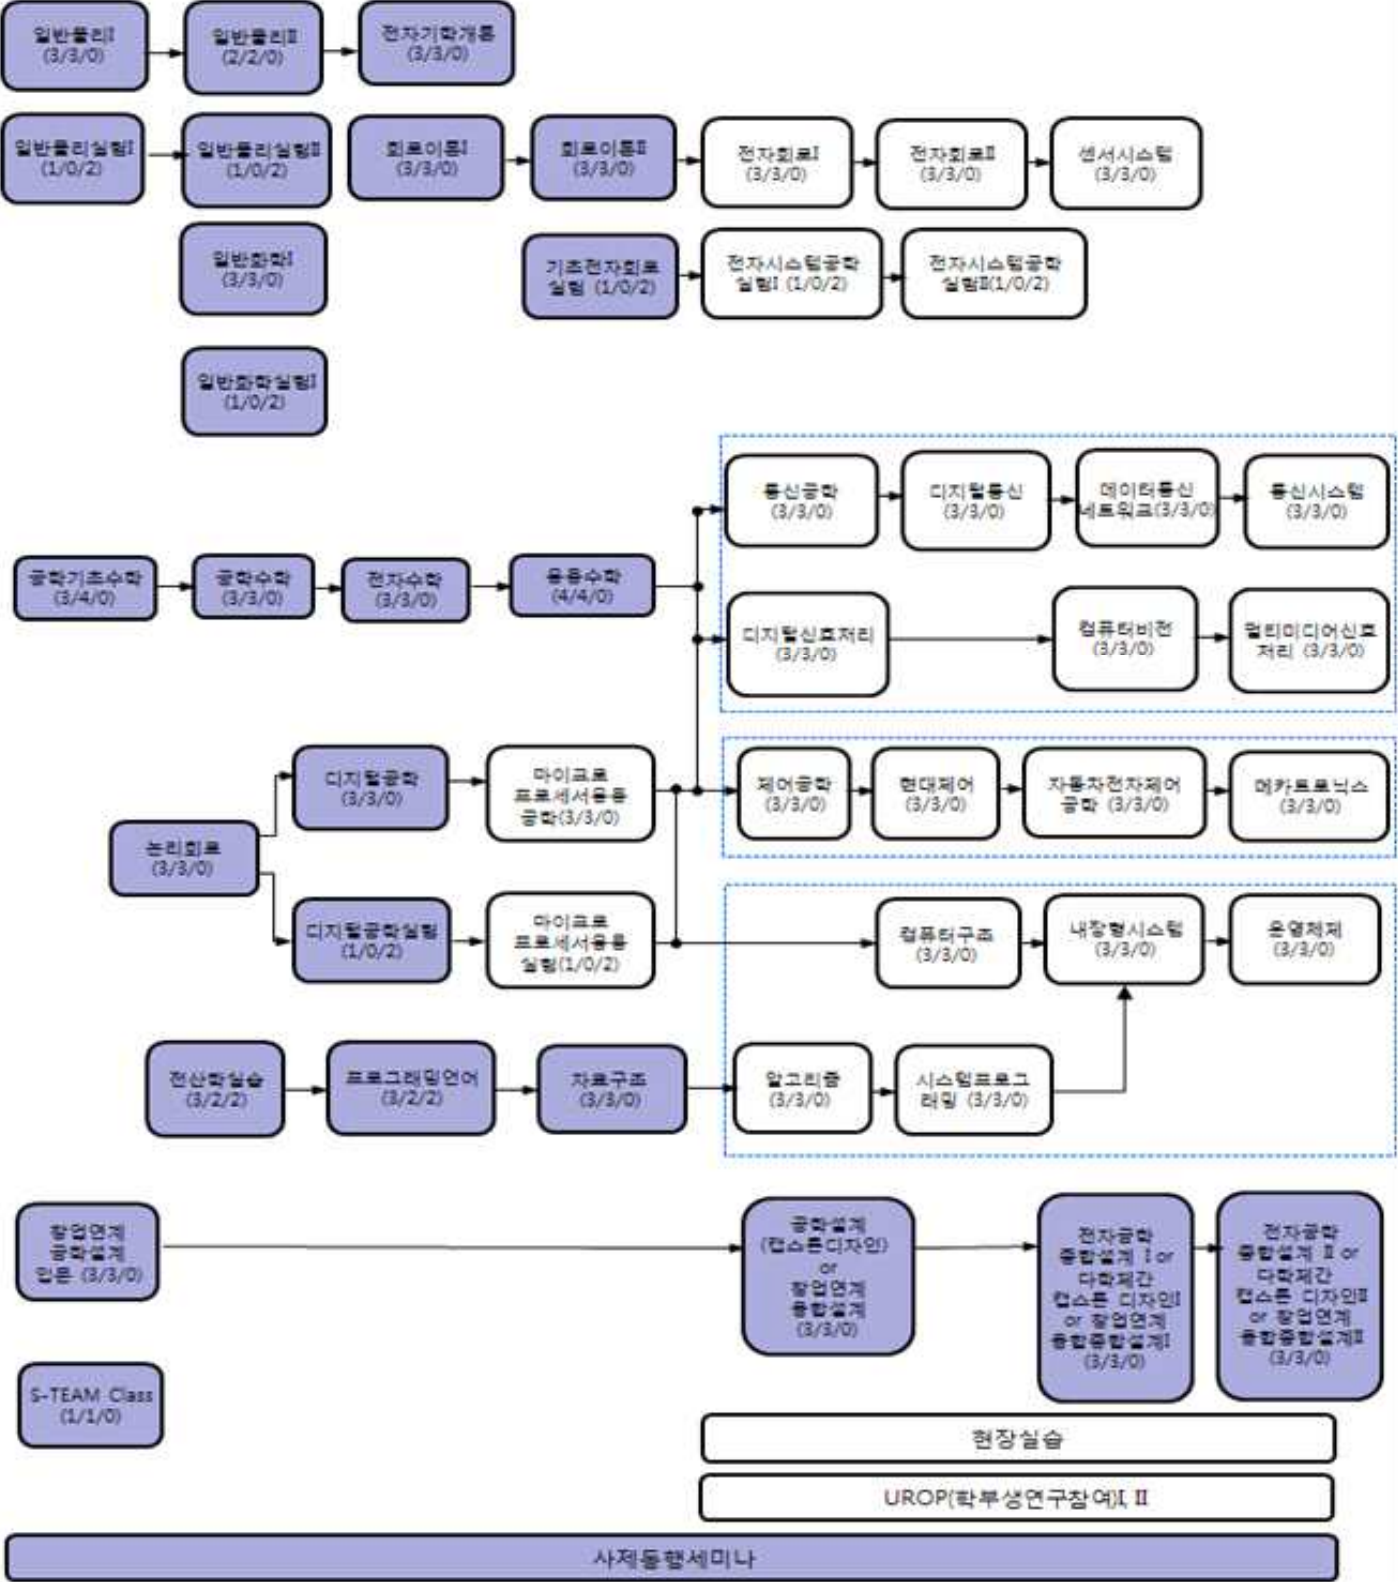 일반물리Ⅰ
(3/3/0)
일반물리Ⅱ
(2/2/0)
전자기학개론
(3/3/0)
일반물리실험Ⅰ
(1/0/2)
일반물리실험Ⅱ
(1/0/2)
회로이론Ⅰ
(3/3/0)
회로이론Ⅱ
(3/3/0)
전자회로Ⅰ
(3/3/0)
전자회로Ⅱ
(3/3/0)
센서시스템
(3/3/0)
일반화학Ⅰ
(3/3/0)
기초전자회로
실험 (1/0/2)
전자시스템공학
실험Ⅰ (1/0/2)
전자시스템공학
실험Ⅱ(1/0/2)
일반화학실험Ⅰ
(1/0/2)
통신공학
(3/3/0)
디지털통신
(3/3/0)
데이터통신
네트워크(3/3/0)
통신시스템
(3/3/0)
공학기초수학
(3/4/0)
공학수학
(3/3/0)
전자수학
(3/3/0)
응용수학
(4/4/0)
디지털신호처리
(3/3/0)
컴퓨터비전
(3/3/0)
멀티미디어신호
처리 (3/3/0)
논리회로
(3/3/0)
디지털공학
(3/3/0)
마이크로
프로세서응용
공학(3/3/0)
제어공학
(3/3/0)
현대제어
(3/3/0)
자동차전자제어
공학 (3/3/0)
메카트로닉스
(3/3/0)
디지털공학실험
(1/0/2)
마이크로
프로세서응용
실험(1/0/2)
컴퓨터구조
(3/3/0)
내장형시스템
(3/3/0)
운영체제
(3/3/0)
전산학실습
(3/2/2)
프로그래밍언어
(3/2/2)
자료구조
(3/3/0)
알고리즘
(3/3/0)
시스템프로그
래밍 (3/3/0)
창업연계
공학설계
입문 (3/3/0)
공학설계
(캡스톤디자인)
or
창업연계
융합설계
(3/3/0)
전자공학
종합설계 Ⅰ or
다학제간
캡스톤 디자인Ⅰ
or 창업연계
융합종합설계Ⅰ
(3/3/0)
전자공학
종합설계 Ⅱ or
다학제간
캡스톤 디자인Ⅱ
or 창업연계
융합종합설계Ⅱ
(3/3/0)
S-TEAM Class
(1/1/0)
현장실습
UROP(학부생연구참여)Ⅰ, Ⅱ
사제동행세미나